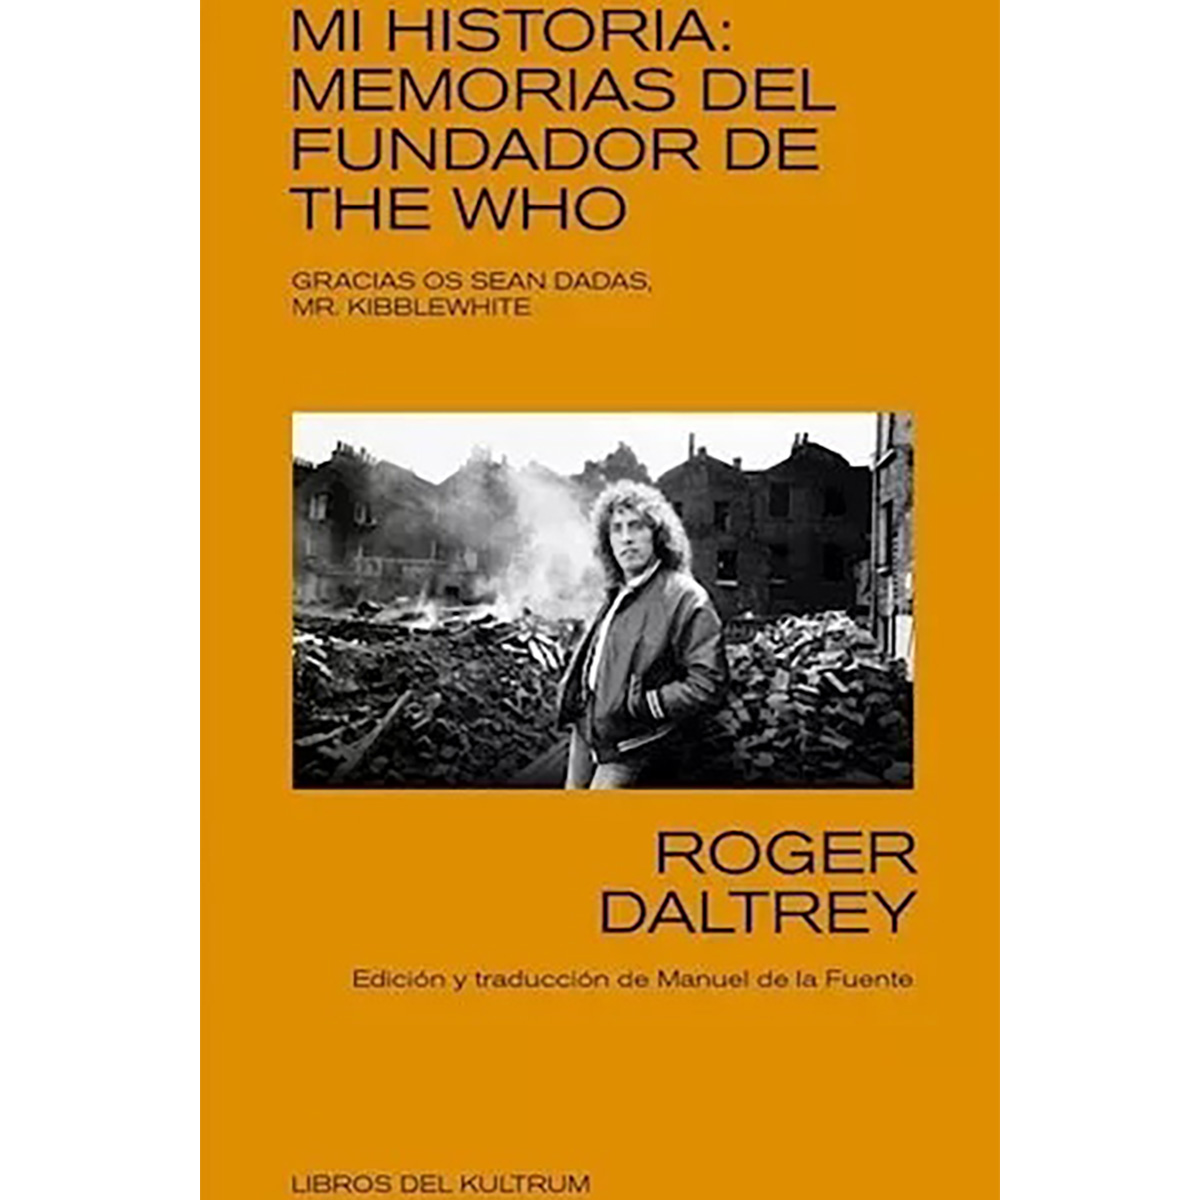 MI HISTORIA:
MEMORIAS DEL
FUNDADOR DE
THE WHO
GRACIAS OS SEAN DADAS,
MR. KIBBLEWHITE
ROGER
DALTREY
Edición y traducción de Manuel de la Fuente
LIBROS DEL KULTRUM